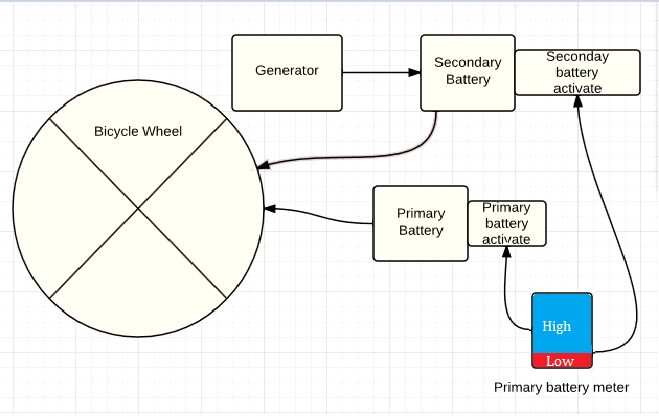 Generator
Secondary
Battery
Seconday
battery
activate
Bicycle Wheel
Primary
Battery
Primary
battery
activate
High
Low
Primary battery meter